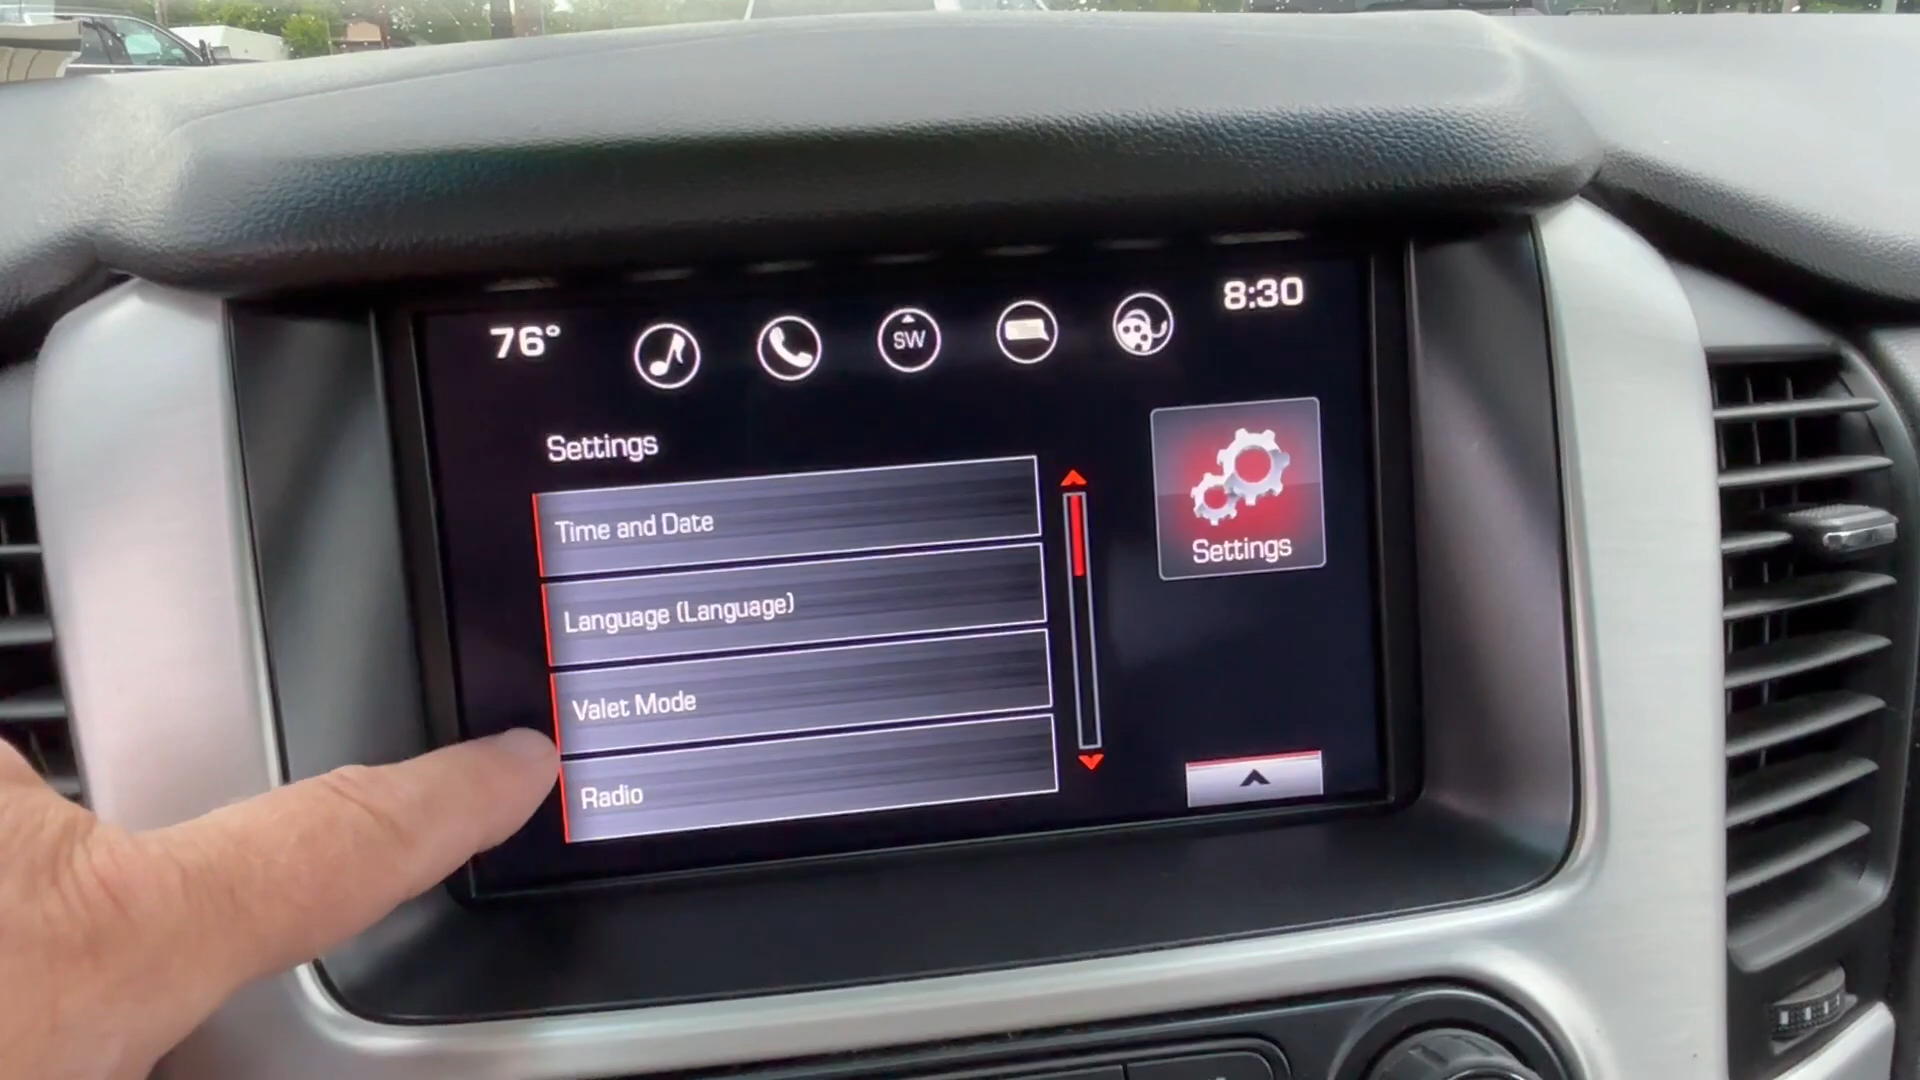 76°
SW
8:30
Settings
Time and Date
Language (Language)
Valet Mode
Radio
Settings